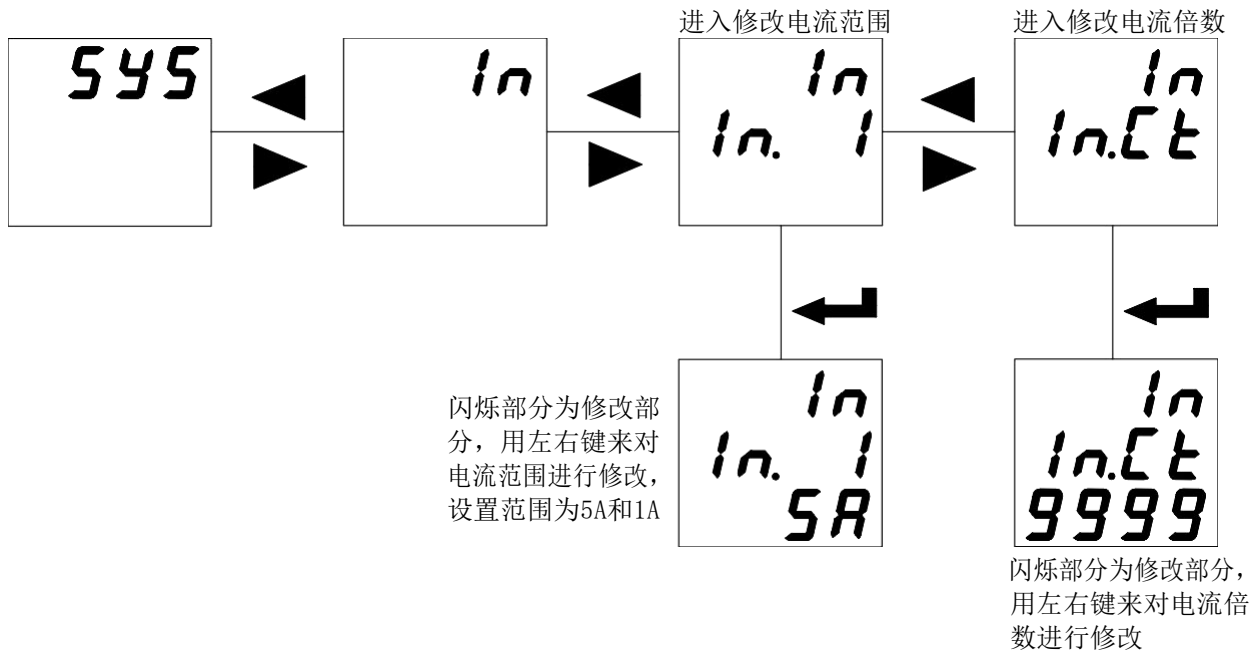 进入修改电流范围
进入修改电流倍数
SYS
In
In
In. 1
In
In.Ct
闪烁部分为修改部
分，用左右键来对
电流范围进行修改，
设置范围为5A和1A
In
In. 1
5A
In
In.Ct
9999
闪烁部分为修改部分，
用左右键来对电流倍
数进行修改